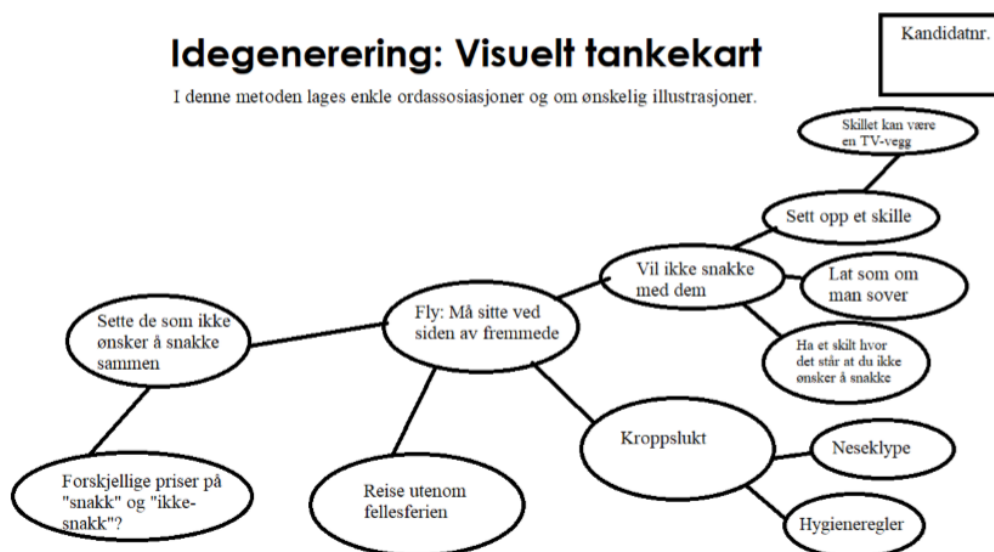 Idegenerering: Visuelt tankekart
Kandidatnr.
I denne metoden lages enkle ordassosiasjoner og om ønskelig illustrasjoner.
Skillet kan være
en TV-vegg
Sett opp et skille
Vil ikke snakke
med dem
Lat som om
man sover
Fly: Må sitte ved
siden av fremmede
Sette de som ikke
ønsker å snakke
sammen
Ha et skilt hvor
det står at du ikke
ønsker å snakke
Kroppslukt
Neseklype
Forskjellige priser på
"snakk" og "ikke-
snakk"?
Reise utenom
fellesferien
Hygieneregler